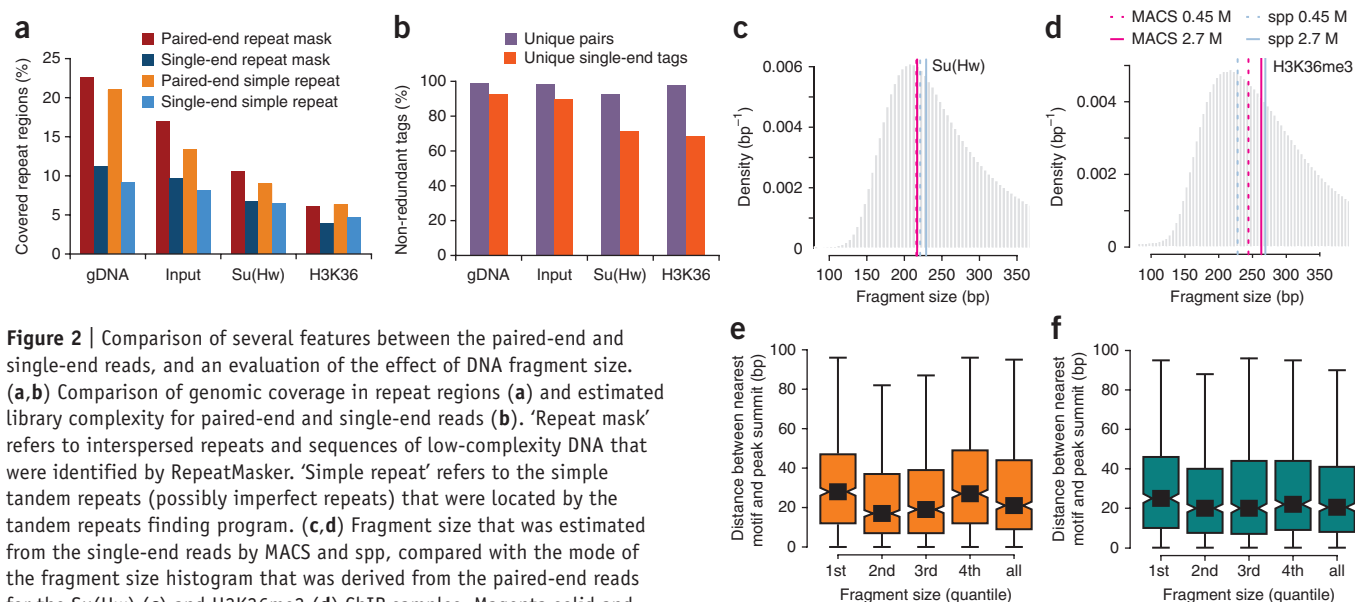 a
Paired-end repeat mask
Single-end repeat mask
Paired-end simple repeat
Single-end simple repeat
Covered repeat regions (%)
25
20
15
10
5
0
gDNA Input Su(Hw) H3K36
b
Unique pairs
Unique single-end tags
Non-redundant tags (%)
100
80
60
40
20
0
gDNA Input Su(Hw) H3K36
c
Su(Hw)
Density (bp⁻¹)
0.006
0.004
0.002
0
100 150 200 250 300 350
Fragment size (bp)
d
MACS 0.45 M spp 0.45 M
MACS 2.7 M spp 2.7 M
H3K36me3
Density (bp⁻¹)
0.004
0.002
0
100 150 200 250 300 350
Fragment size (bp)
Figure 2 | Comparison of several features between the paired-end and
single-end reads, and an evaluation of the effect of DNA fragment size.
(a,b) Comparison of genomic coverage in repeat regions (a) and estimated
library complexity for paired-end and single-end reads (b). ‘Repeat mask’
refers to interspersed repeats and sequences of low-complexity DNA that
were identified by RepeatMasker. ‘Simple repeat’ refers to the simple
tandem repeats (possibly imperfect repeats) that were located by the
tandem repeats finding program. (c,d) Fragment size that was estimated
from the single-end reads by MACS and spp, compared with the mode of
the fragment size histogram that was derived from the paired-end reads
for the Su(Hw) (c) and H3K36me3 (d) ChIP samples. Magenta solid and
e
Distance between nearest
motif and peak summit (bp)
100
80
60
40
20
0
1st 2nd 3rd 4th all
Fragment size (quantile)
f
Distance between nearest
motif and peak summit (bp)
100
80
60
40
20
0
1st 2nd 3rd 4th all
Fragment size (quantile)